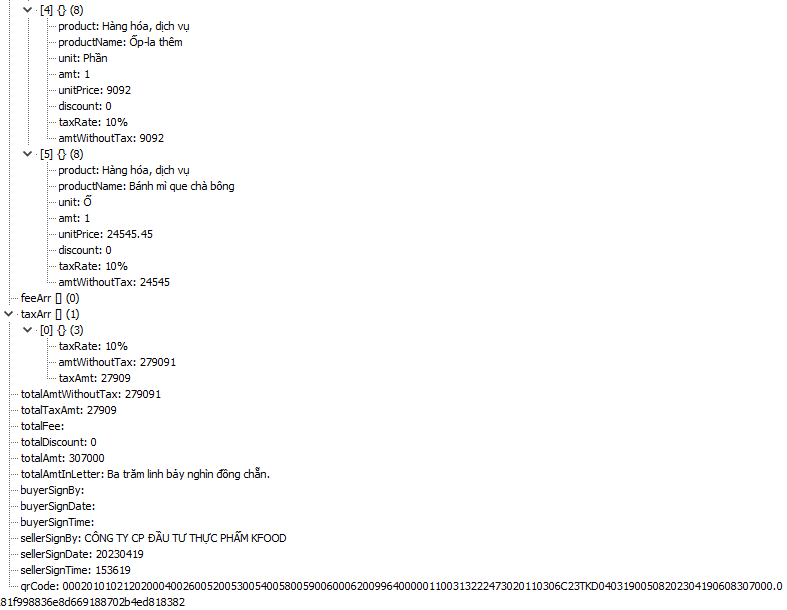 [4] {} (8)
product: Hàng hóa, dịch vụ
productName: Ốp-la thêm
unit: Phần
amt: 1
unitPrice: 9092
discount: 0
taxRate: 10%
amtWithoutTax: 9092
[5] {} (8)
product: Hàng hóa, dịch vụ
productName: Bánh mì que chà bông
unit: Ổ
amt: 1
unitPrice: 24545.45
discount: 0
taxRate: 10%
amtWithoutTax: 24545
feeArr [] (0)
taxArr [] (1)
[0] {} (3)
taxRate: 10%
amtWithoutTax: 279091
taxAmt: 27909
totalAmtWithoutTax: 279091
totalTaxAmt: 27909
totalFee:
totalDiscount: 0
totalAmt: 307000
totalAmtInLetter: Ba trăm linh bảy nghìn đồng chẵn.
buyerSignBy:
buyerSignDate:
buyerSignTime:
sellerSignBy: CÔNG TY CP ĐẦU TƯ THỰC PHẨM KFOOD
sellerSignDate: 20230419
sellerSignTime: 153619
qrCode: 00020101021202000400260052005300540058005900600062009964000001100313222473020110306C23TKD040319005082023041906083070​00.0
81f998836e8d669188702b4ed818382